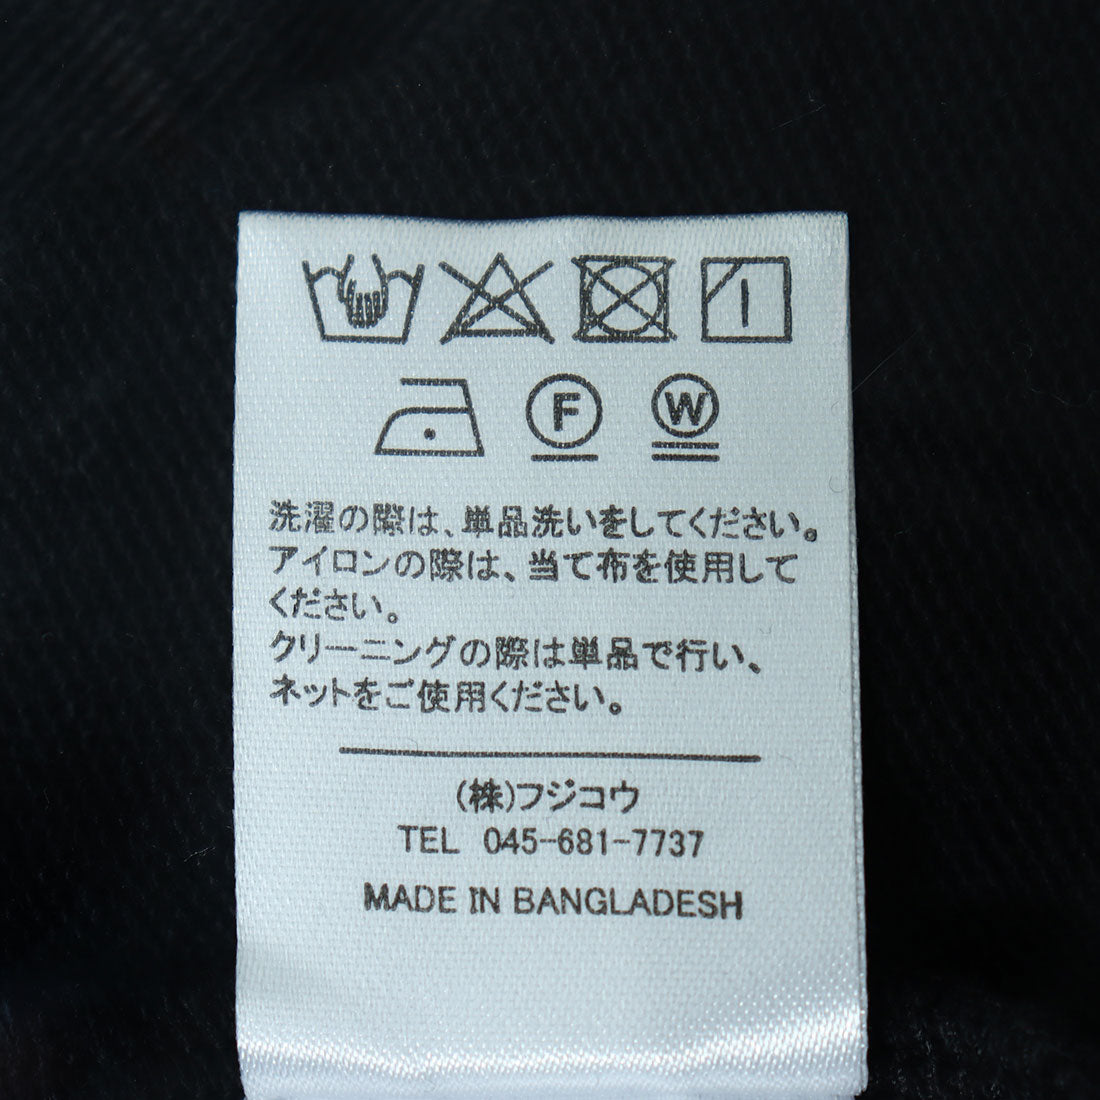 F W
洗濯の際は、単品洗いをしてください。
アイロンの際は、当て布を使用して
ください。
クリーニングの際は単品で行い、
ネットをご使用ください。
(株)フジコウ
TEL 045-681-7737
MADE IN BANGLADESH